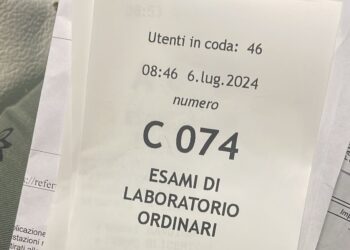 Utenti in coda: 46
08:46 6.lug.2024
numero
C 074
ESAMI DI
LABORATORIO
ORDINARI